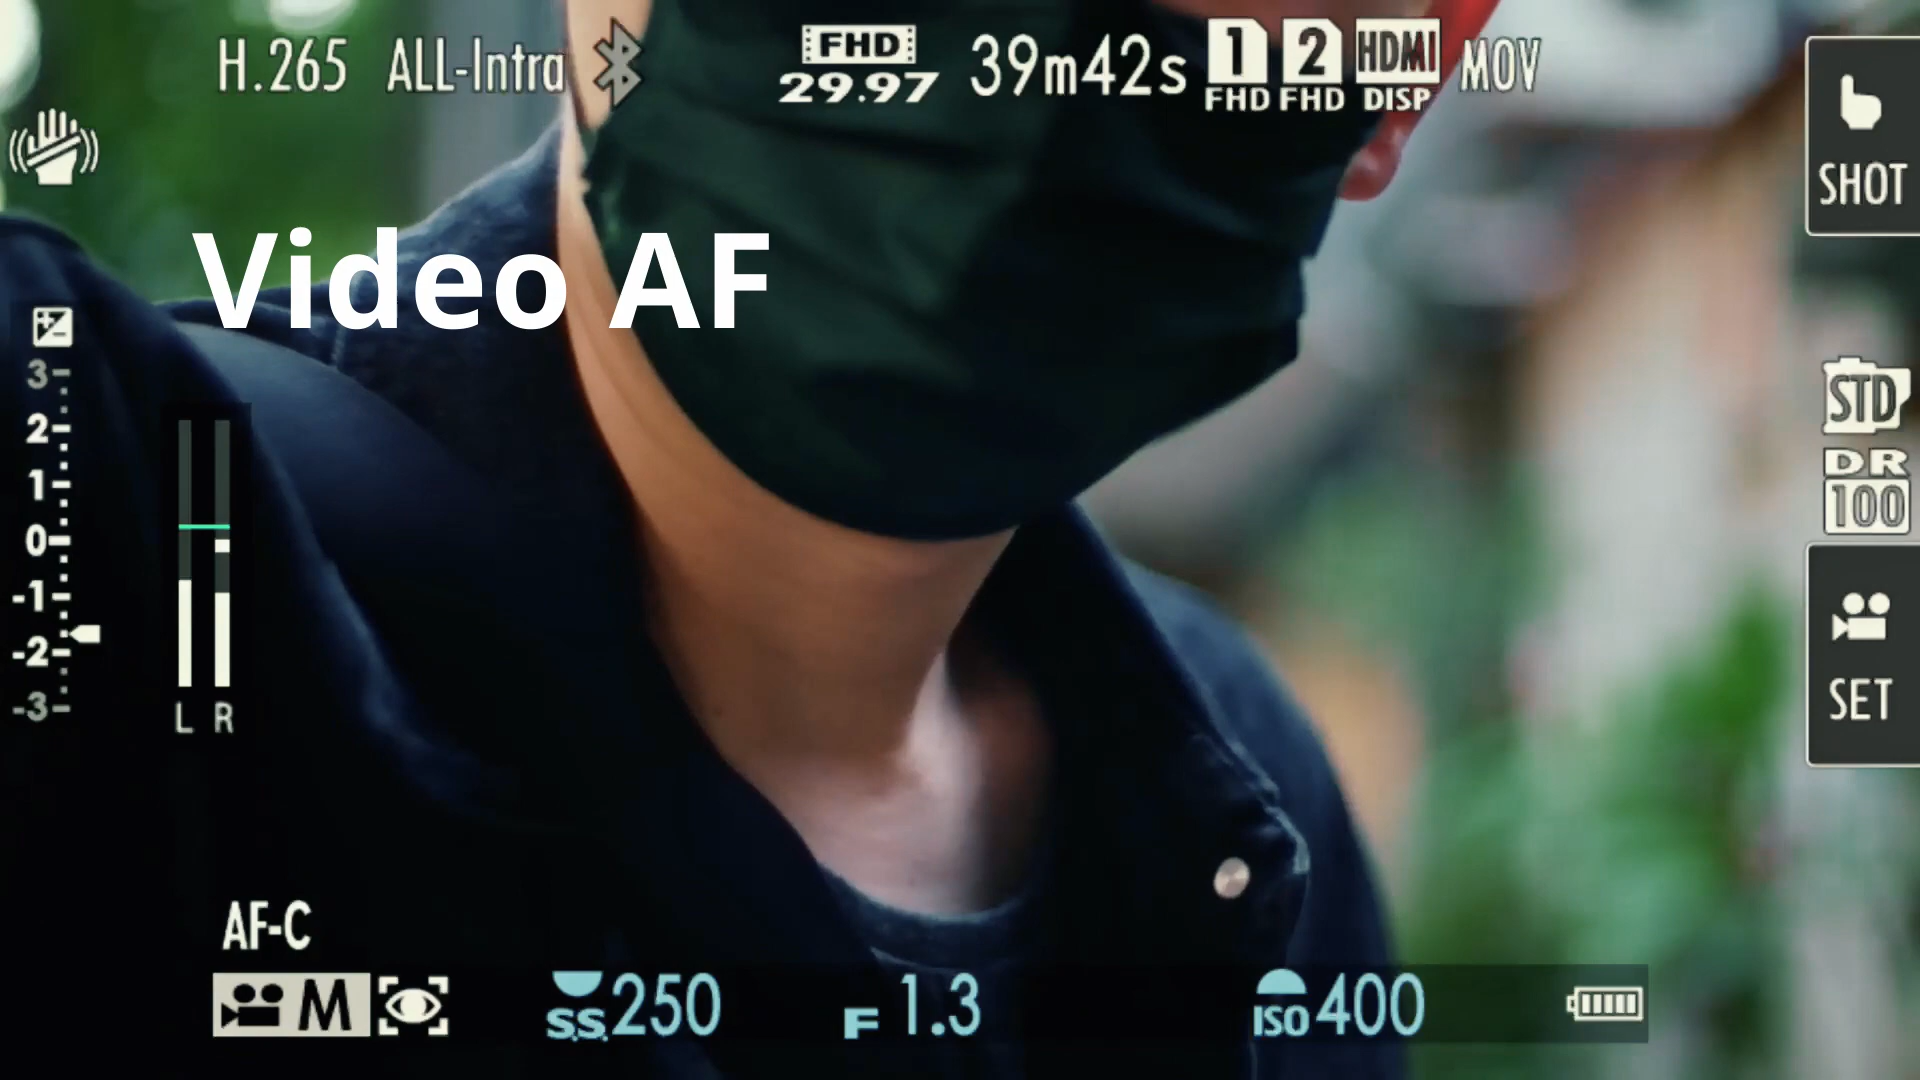 H.265 ALL-Intra FHD 29.97 39m42s 1 FHD 2 FHD HDMI DISP MOV
SHOT
Video AF
3
2
1
0
-1
-2
-3
L R
STD
DR
100
SET
AF-C
M S.S. 250 F 1.3 ISO 400